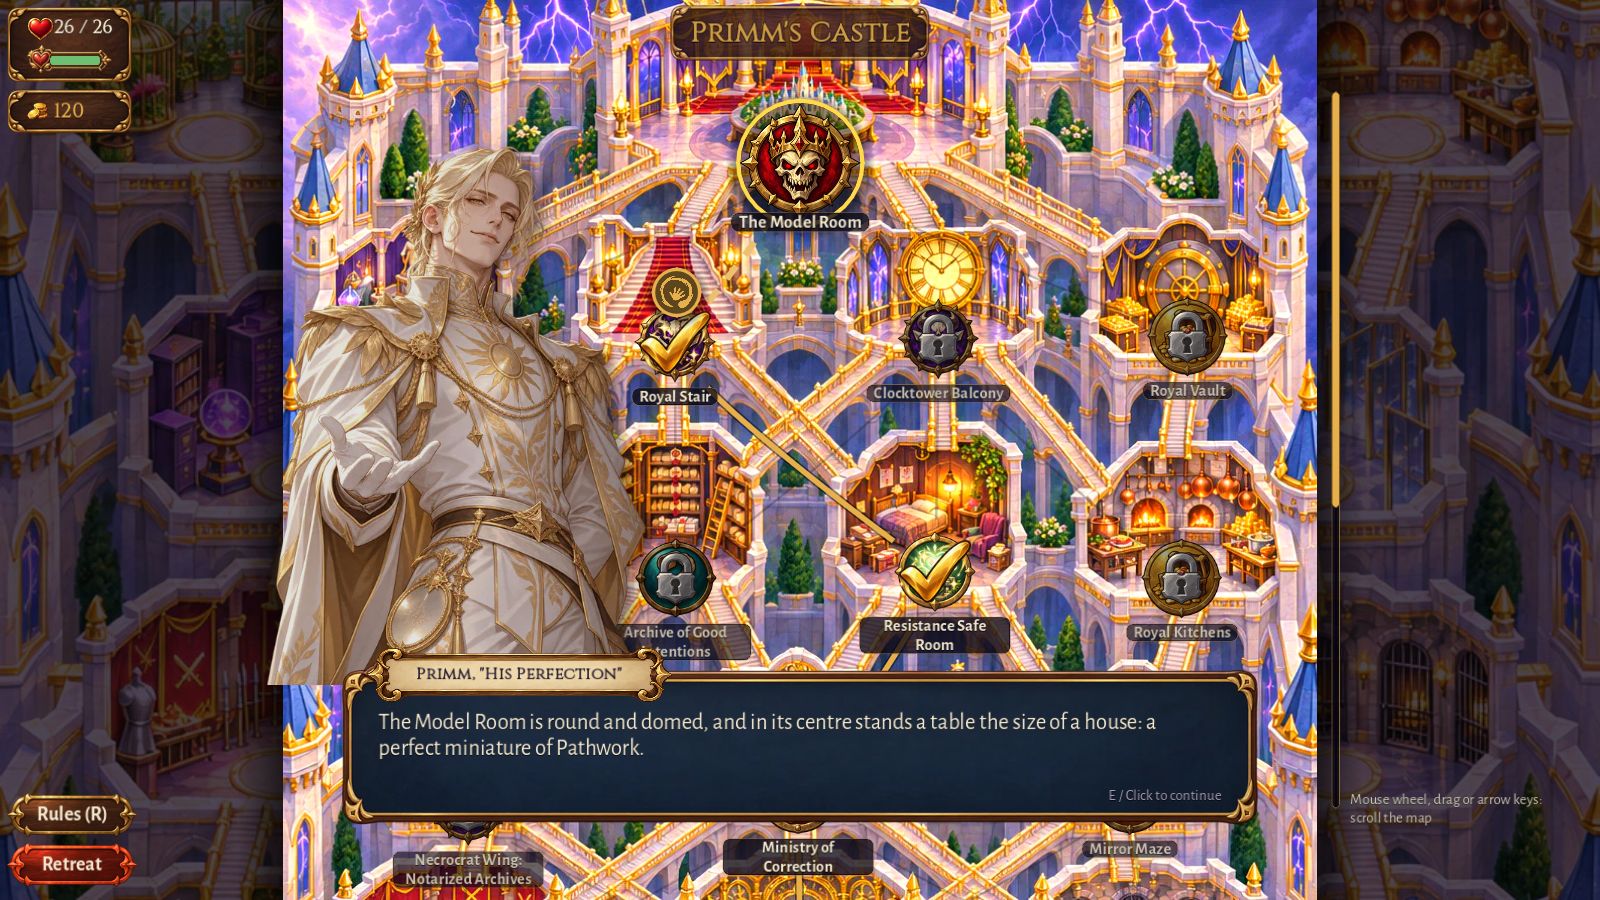 26 / 26
120
PRIMM'S CASTLE
The Model Room
Royal Stair
Clocktower Balcony
Royal Vault
Archive of Good
Resistance Safe
Room
Royal Kitchens
PRIMM, "HIS PERFECTION"
The Model Room is round and domed, and in its centre stands a table the size of a house: a
perfect miniature of Pathwork.
E / Click to continue
Rules (R)
Retreat
Mouse wheel, drag or arrow keys:
scroll the map
Necrocrat Wing:
Notarized Archives
Ministry of
Correction
Mirror Maze